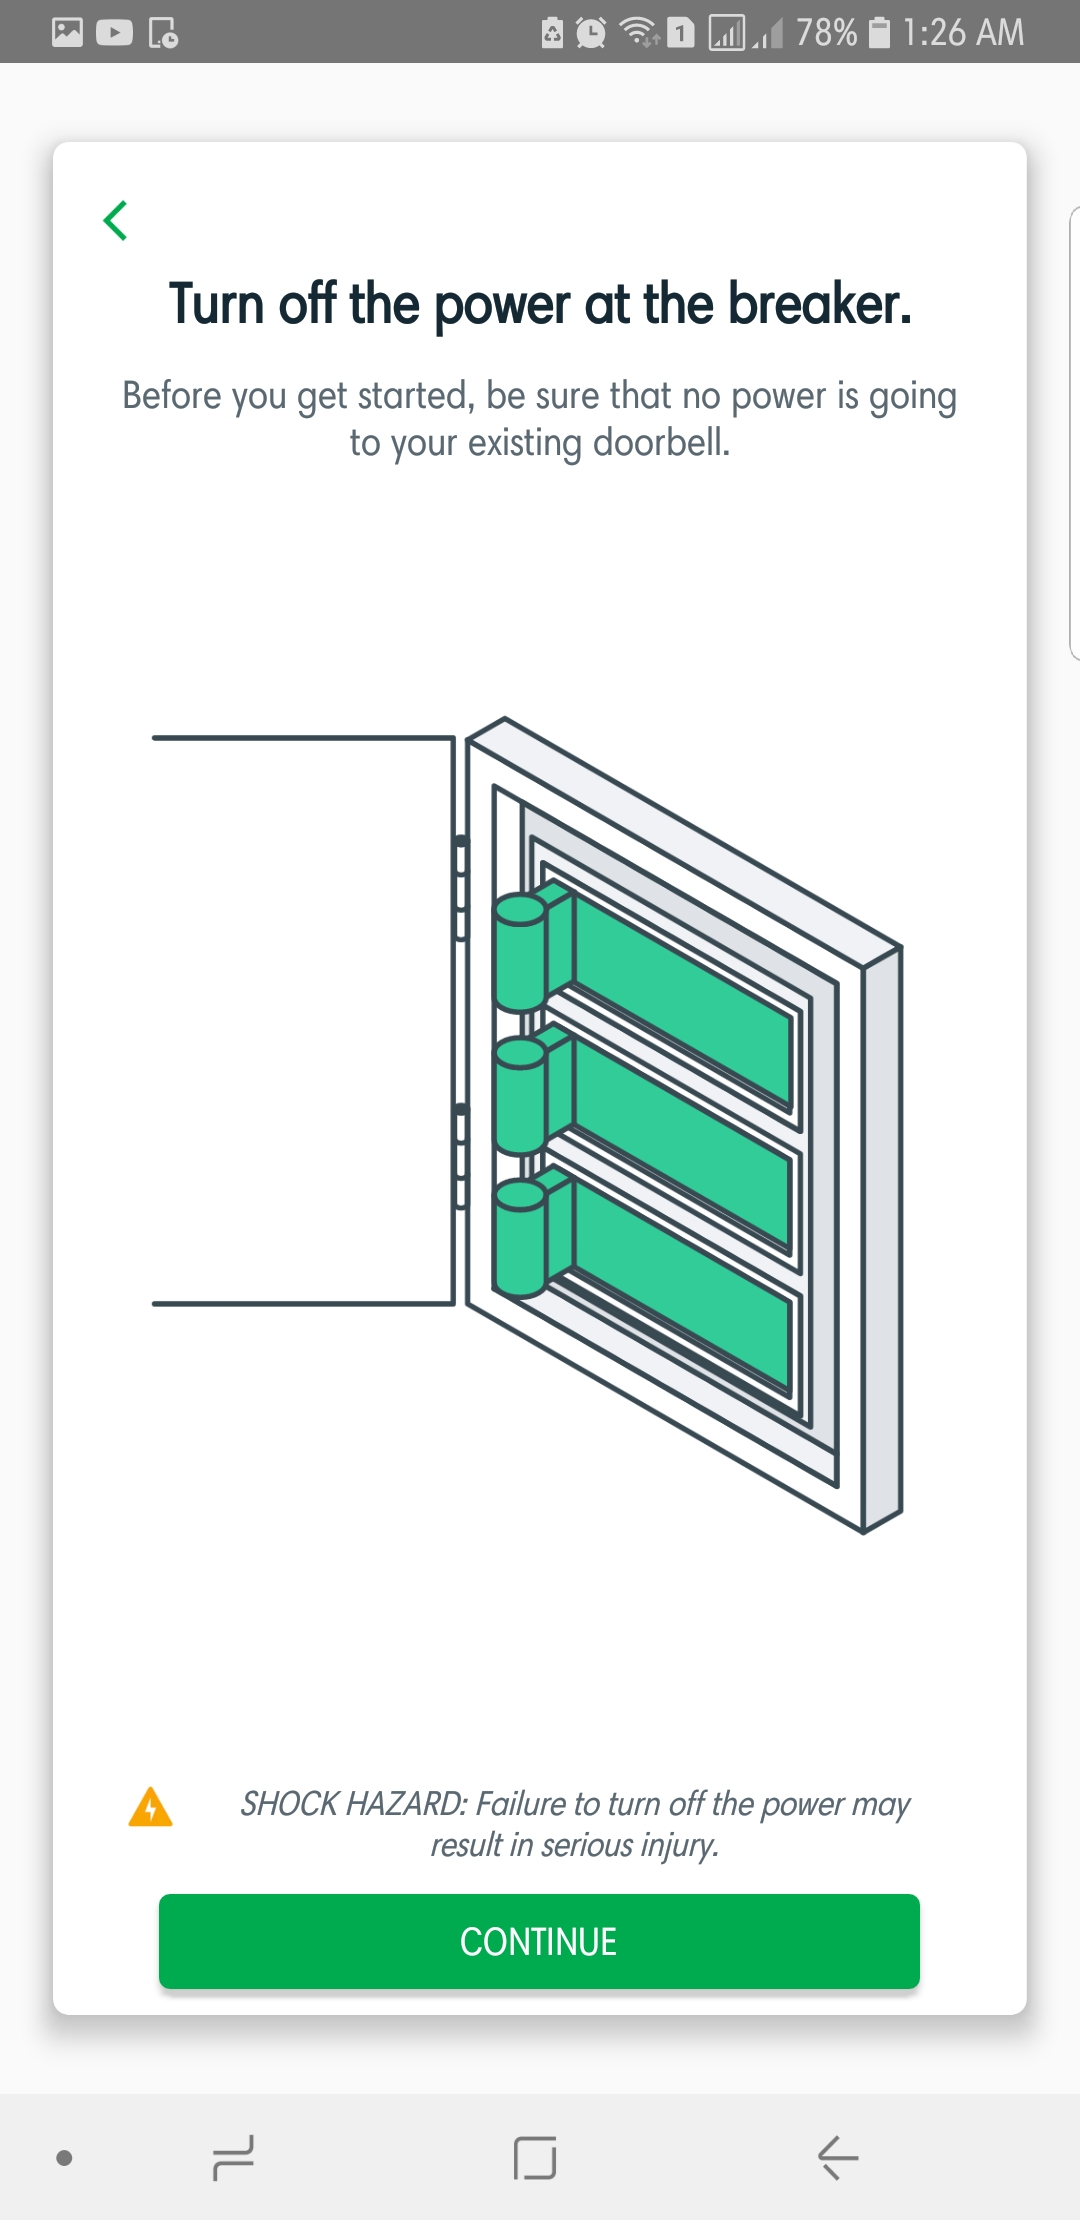 1 78% 1:26 AM
Turn off the power at the breaker.
Before you get started, be sure that no power is going
to your existing doorbell.
SHOCK HAZARD: Failure to turn off the power may
result in serious injury.
CONTINUE